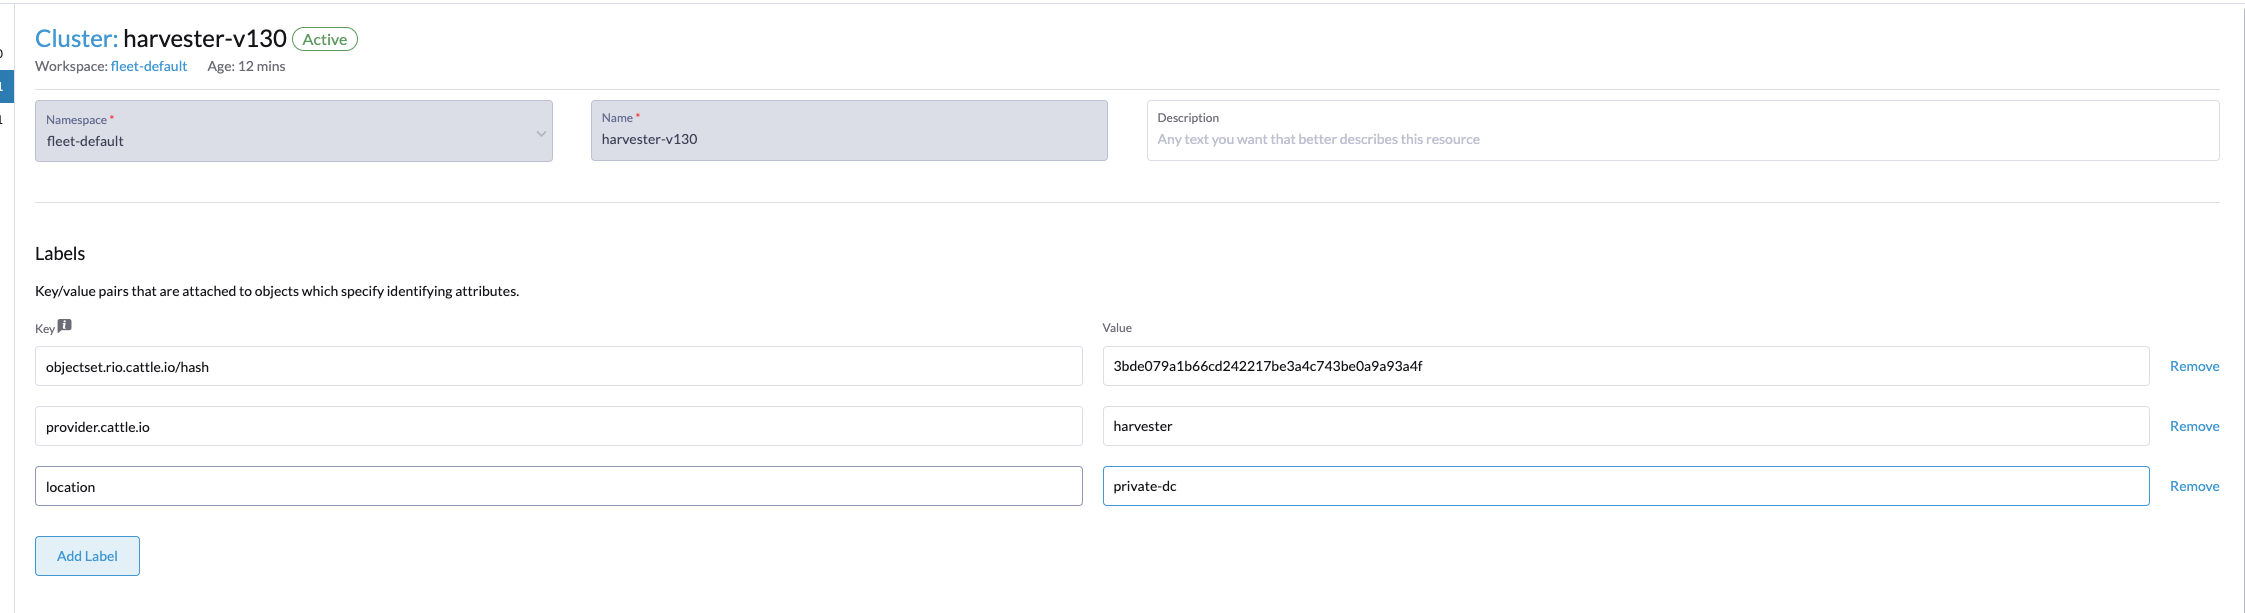 Cluster: harvester-v130 Active
Workspace: fleet-default Age: 12 mins
Namespace *
fleet-default
Name *
harvester-v130
Description
Any text you want that better describes this resource
Labels
Key/value pairs that are attached to objects which specify identifying attributes.
Key Value
objectset.rio.cattle.io/hash 3bde079a1b66cd242217be3a4c743be0a9a93a4f Remove
provider.cattle.io harvester Remove
location private-dc Remove
Add Label